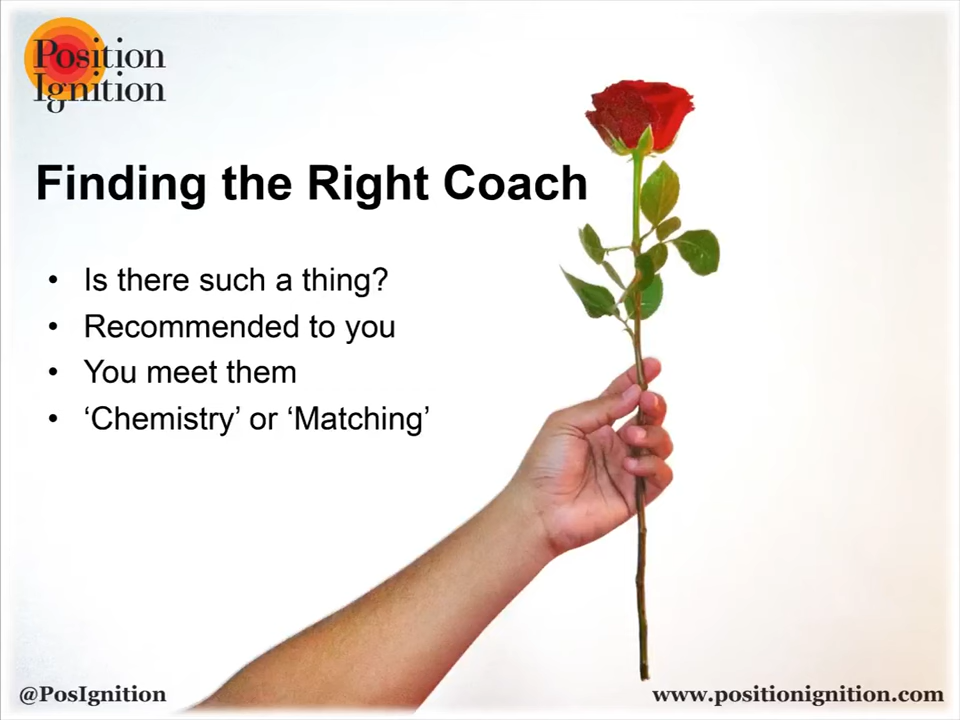 Position
Ignition
Finding the Right Coach
• Is there such a thing?
• Recommended to you
• You meet them
• ‘Chemistry’ or ‘Matching’
@PosIgnition
www.positionignition.com